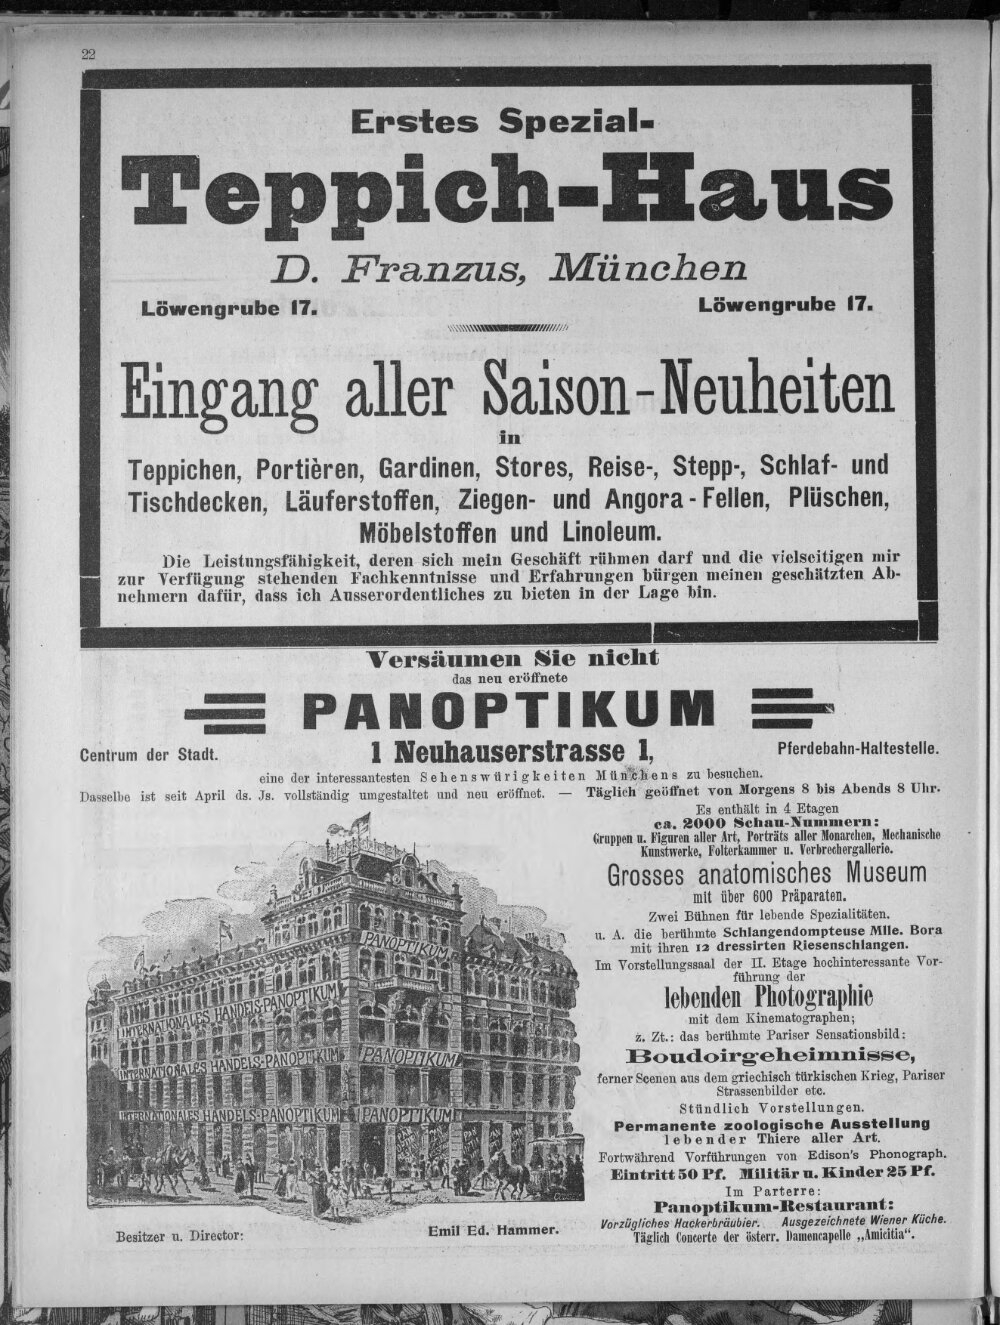 22
Erstes Spezial-
Teppich-Haus
D. Franzus, München
Löwengrube 17.
Löwengrube 17.
Eingang aller Saison-Neuheiten
in
Teppichen, Portièren, Gardinen, Stores, Reise-, Stepp-, Schlaf- und
Tischdecken, Läuferstoffen, Ziegen- und Angora-Fellen, Plüschen,
Möbelstoffen und Linoleum.
Die Leistungsfähigkeit, deren sich mein Geschäft rühmen darf und die vielseitigen mir
zur Verfügung stehenden Fachkenntnisse und Erfahrungen bürgen meinen geschätzten Ab-
nehmern dafür, dass ich Ausserordentliches zu bieten in der Lage bin.
Versäumen Sie nicht
das neu eröffnete
PANOPTIKUM
Centrum der Stadt.
1 Neuhauserstrasse 1,
Pferdebahn-Haltestelle.
eine der interessantesten Sehenswürigkeiten Münchens zu besuchen.
Dasselbe ist seit April ds. Js. vollständig umgestaltet und neu eröffnet. — Täglich geöffnet von Morgens 8 bis Abends 8 Uhr.
Es enthält in 4 Etagen
ca. 2000 Schau-Nummern:
Gruppen u. Figuren aller Art, Porträts aller Monarchen, Mechanische
Kunstwerke, Folterkammer u. Verbrechergallerie.
Grosses anatomisches Museum
mit über 600 Präparaten.
Zwei Bühnen für lebende Spezialitäten.
u. A. die berühmte Schlangendompteuse Mlle. Bora
mit ihren 12 dressirten Riesenschlangen.
Im Vorstellungssaal der II. Etage hochinteressante Vor-
führung der
lebenden Photographie
mit dem Kinematographen;
z. Zt.: das berühmte Pariser Sensationsbild:
Boudoirgeheimnisse,
ferner Scenen aus dem griechisch türkischen Krieg, Pariser
Strassenbilder etc.
Stündlich Vorstellungen.
Permanente zoologische Ausstellung
lebender Thiere aller Art.
Fortwährend Vorführungen von Edison's Phonograph.
Eintritt 50 Pf. Militär u. Kinder 25 Pf.
Im Parterre:
Panoptikum-Restaurant:
Vorzügliches Hackerbräubier. Ausgezeichnete Wiener Küche.
Täglich Concerte der österr. Damencapelle „Amicitia“.
PANOPTIKUM
INTERNATIONALES HANDELS-PANOPTIKUM
INTERNATIONALES HANDELS-PANOPTIKUM
PANOPTIKUM
INTERNATIONALES HANDELS-PANOPTIKUM
PANOPTIKUM
Besitzer u. Director:
Emil Ed. Hammer.